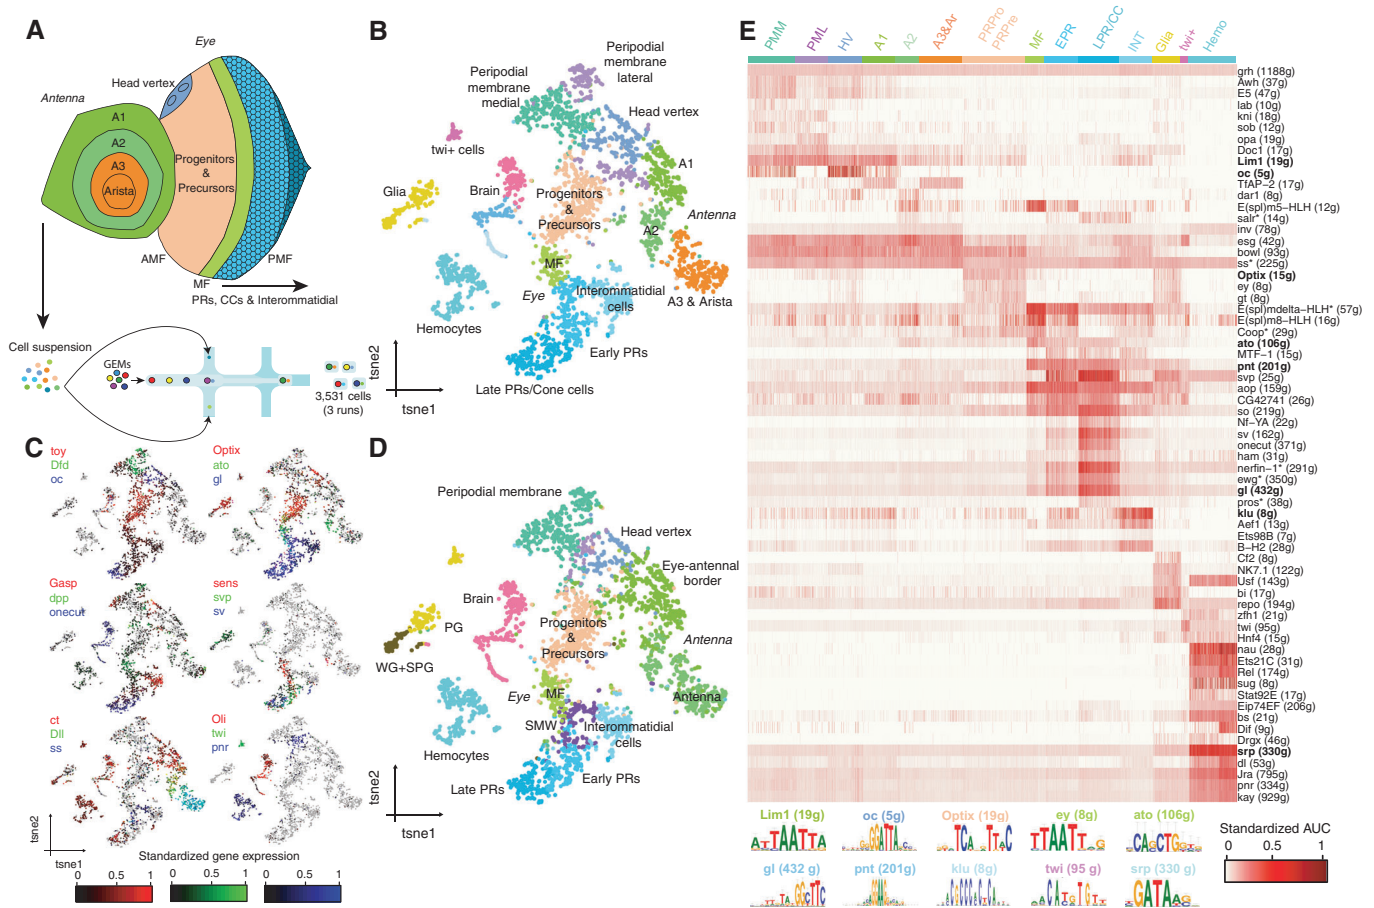 A
Eye
Head vertex
Antenna
A1
A2
A3
Arista
Progenitors
&
Precursors
AMF
PMF
MF
PRs, CCs & Interommatidial
Cell suspension
GEMs
3,531 cells
(3 runs)
B
Peripodial
membrane
lateral
Peripodial
membrane
medial
Head vertex
twi+ cells
A1
Glia
Brain
Progenitors
&
Precursors
Antenna
A2
MF
Eye
Interommatidial
cells
A3 & Arista
Hemocytes
Early PRs
Late PRs/Cone cells
tsne2
tsne1
C
toy
Dfd
oc
Optix
ato
gl
Gasp
dpp
onecut
sens
svp
sv
ct
Dll
ss
Oli
twi
pnr
tsne2
tsne1
Standardized gene expression
0 0.5 1
0 0.5 1
0 0.5 1
D
Peripodial membrane
Head vertex
Eye-antennal
border
Brain
PG
Progenitors
&
Precursors
Antenna
WG+SPG
Eye
MF
Antenna
SMW
Interommatidial
cells
Hemocytes
Early PRs
Late PRs
tsne2
tsne1
E
PMM
PML
HV
A1
A2
A3&Ar
PRPro
PRPre
MF
EPR
LPR/CC
INT
Glia
twi+
Hemo
grh (1188g)
Awh (37g)
E5 (47g)
lab (10g)
kni (18g)
sob (12g)
opa (19g)
Doc1 (17g)
Lim1 (19g)
oc (5g)
TfAP−2 (17g)
dar1 (8g)
E(spl)m5−HLH (12g)
salr* (14g)
inv (78g)
esg (42g)
bowl (93g)
ss* (225g)
Optix (15g)
ey (8g)
gt (8g)
E(spl)mdelta−HLH* (57g)
E(spl)m8−HLH (16g)
Coop* (29g)
ato (106g)
MTF−1 (15g)
pnt (201g)
svp (25g)
aop (159g)
CG42741 (26g)
so (219g)
Nf−YA (22g)
sv (162g)
onecut (371g)
ham (31g)
nerfin−1* (291g)
ewg* (350g)
gl (432g)
pros* (38g)
klu (8g)
Aef1 (13g)
Ets98B (7g)
B−H2 (28g)
Cf2 (8g)
NK7.1 (122g)
Usf (143g)
bi (17g)
repo (194g)
zfh1 (21g)
twi (95g)
Hnf4 (15g)
nau (28g)
Ets21C (31g)
Rel (174g)
sug (8g)
Stat92E (17g)
Eip74EF (206g)
bs (21g)
Dif (9g)
Drgx (46g)
srp (330g)
dl (53g)
Jra (795g)
pnr (334g)
kay (929g)
Lim1 (19g)
oc (5g)
Optix (19g)
ey (8g)
ato (106g)
gl (432 g)
pnt (201g)
klu (8g)
twi (95 g)
srp (330 g)
Standardized AUC
0 0.5 1